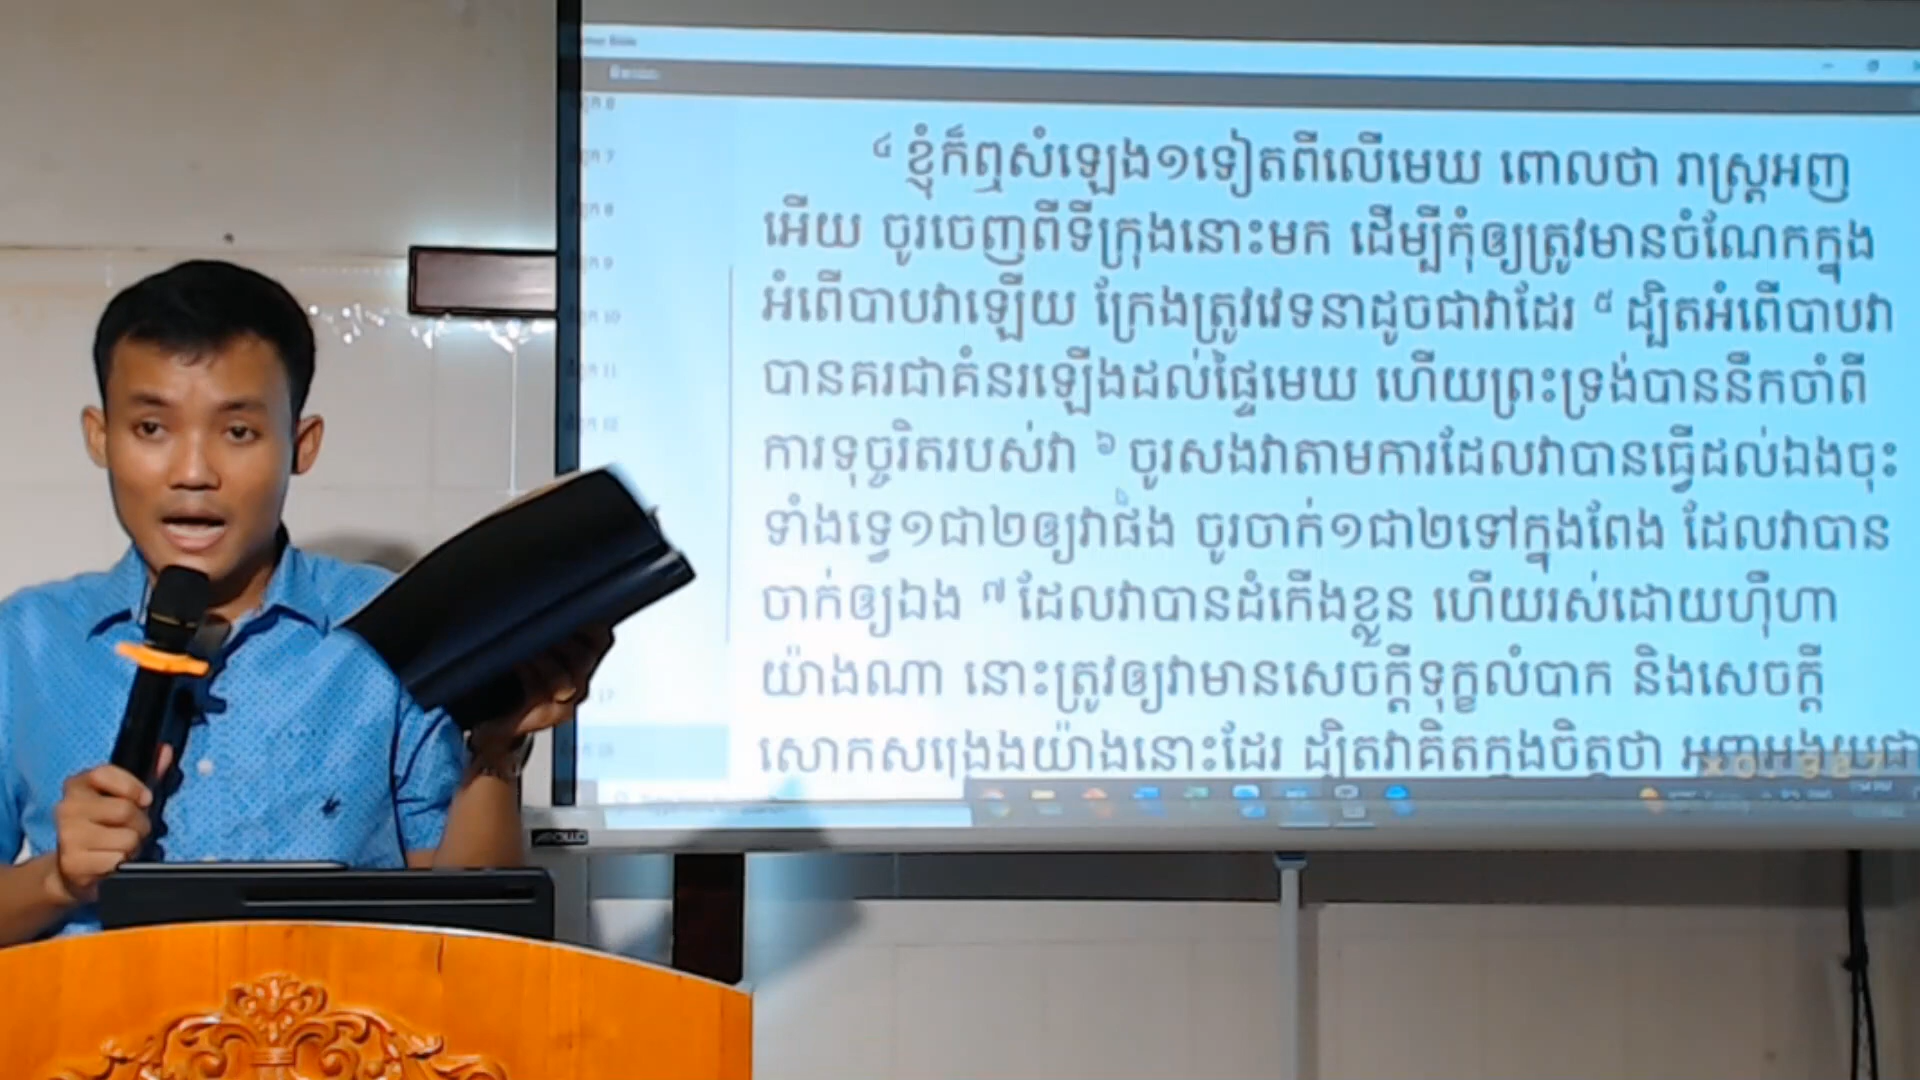 ៤ ខ្ញុំក៏ឮសំឡេង១ទៀតពីលើមេឃ ពោលថា រាស្ត្រអញ
អើយ ចូរចេញពីទីក្រុងនោះមក ដើម្បីកុំឲ្យត្រូវមានចំណែកក្នុង
អំពើបាបវាឡើយ ក្រែងត្រូវវេទនាដូចជាវាដែរ ៥ ដ្បិតអំពើបាបវា
បានគរជាគំនរឡើងដល់ផ្ទៃមេឃ ហើយព្រះទ្រង់បាននឹកចាំពី
ការទុច្ចរិតរបស់វា ៦ ចូរសងវាតាមការដែលវាបានធ្វើដល់ឯងចុះ
ទាំងទ្វេ១ជា២ឲ្យវាផង ចូរចាក់១ជា២ទៅក្នុងពែង ដែលវាបាន
ចាក់ឲ្យឯង ៧ ដែលវាបានដំកើងខ្លួន ហើយរស់ដោយហ៊ឺហា
យ៉ាងណា នោះត្រូវឲ្យវាមានសេចក្ដីទុក្ខលំបាក និងសេចក្ដី
សោកសង្រេងយ៉ាងនោះដែរ ដ្បិតវាគិតក្នុងចិត្តថា